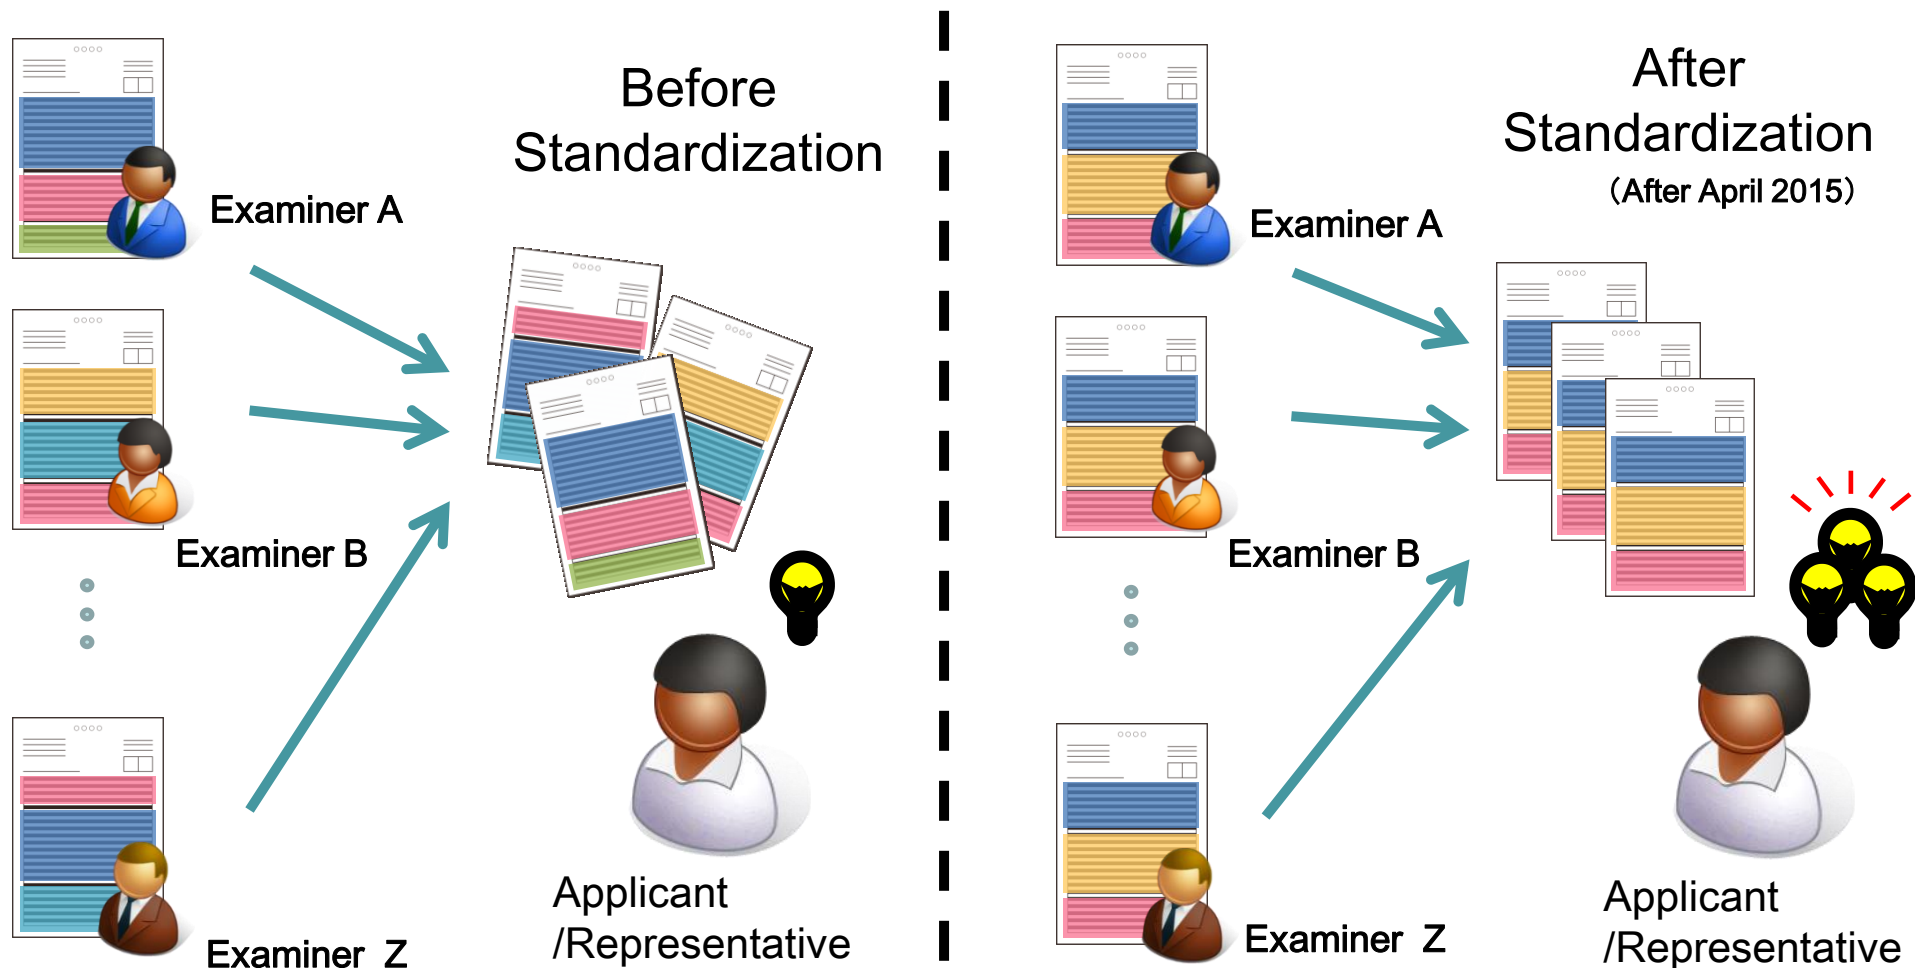 Before
Standardization
Examiner A
Examiner B
Examiner Z
Applicant
/Representative
After
Standardization
（After April 2015）
Examiner A
Examiner B
Examiner Z
Applicant
/Representative